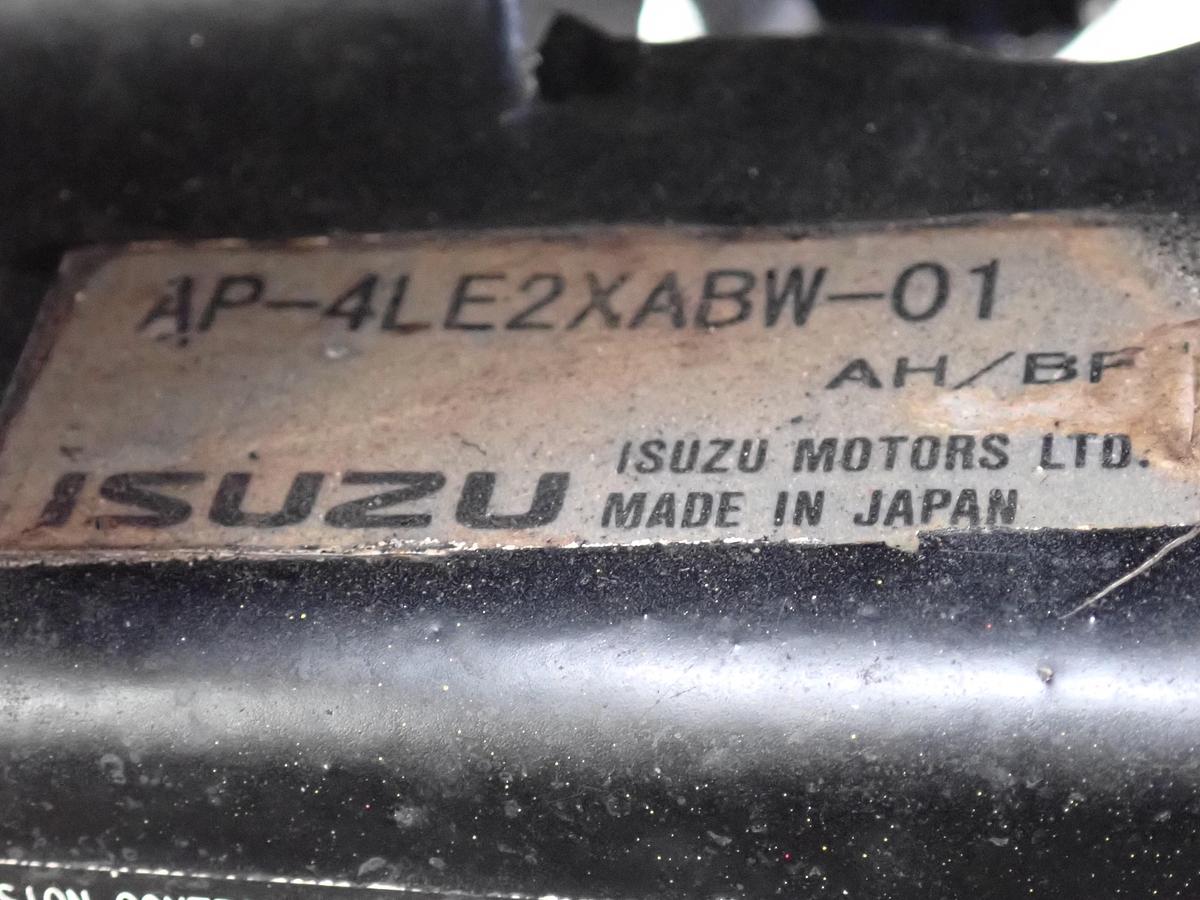 AP-4LE2XABW-01
AH/BF
ISUZU
ISUZU MOTORS LTD.
MADE IN JAPAN